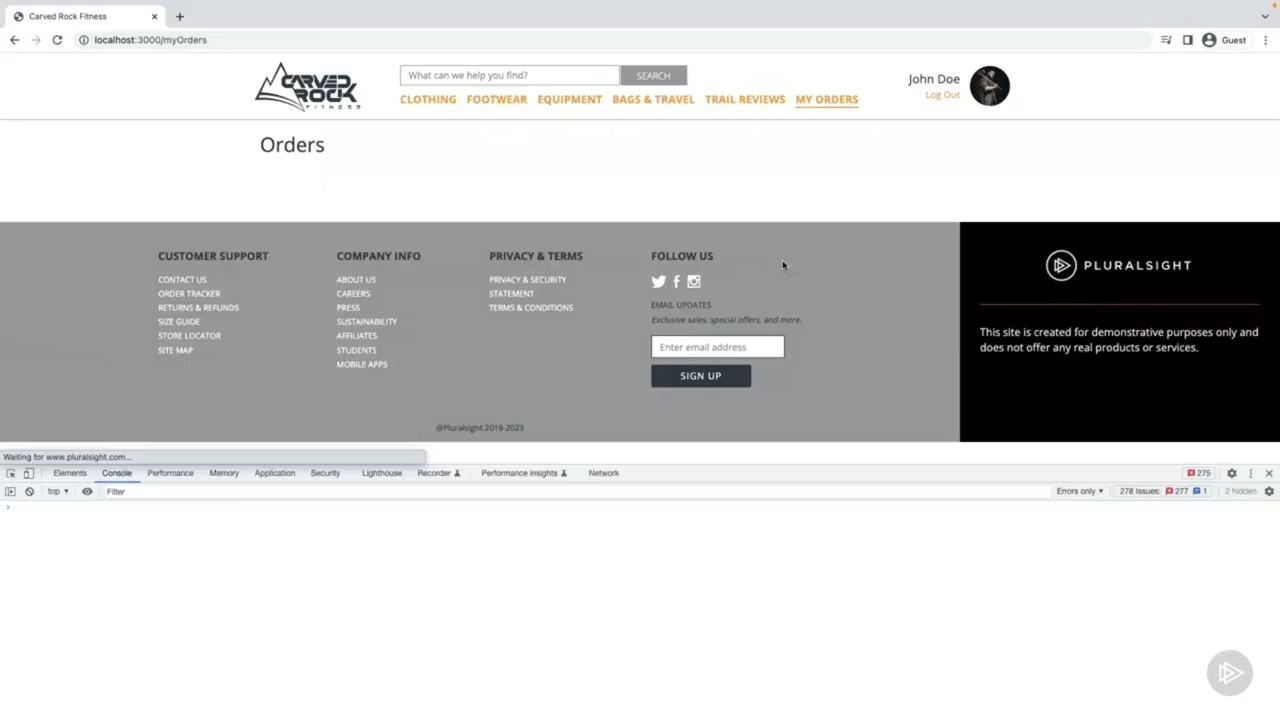 Carved Rock Fitness
localhost:3000/myOrders
Guest
CARVED ROCK
FITNESS
What can we help you find?
SEARCH
John Doe
Log Out
CLOTHING FOOTWEAR EQUIPMENT BAGS & TRAVEL TRAIL REVIEWS MY ORDERS
Orders
CUSTOMER SUPPORT
CONTACT US
ORDER TRACKER
RETURNS & REFUNDS
SIZE GUIDE
STORE LOCATOR
SITE MAP
COMPANY INFO
ABOUT US
CAREERS
PRESS
SUSTAINABILITY
AFFILIATES
STUDENTS
MOBILE APPS
PRIVACY & TERMS
PRIVACY & SECURITY
STATEMENT
TERMS & CONDITIONS
FOLLOW US
EMAIL UPDATES
Exclusive sales, special offers, and more.
Enter email address
SIGN UP
@Pluralsight 2018-2023
PLURALSIGHT
This site is created for demonstrative purposes only and
does not offer any real products or services.
Waiting for www.pluralsight.com...
Elements Console Performance Memory Application Security Lighthouse Recorder Performance insights Network 275
top Filter Errors only 278 Issues: 277 1 2 hidden